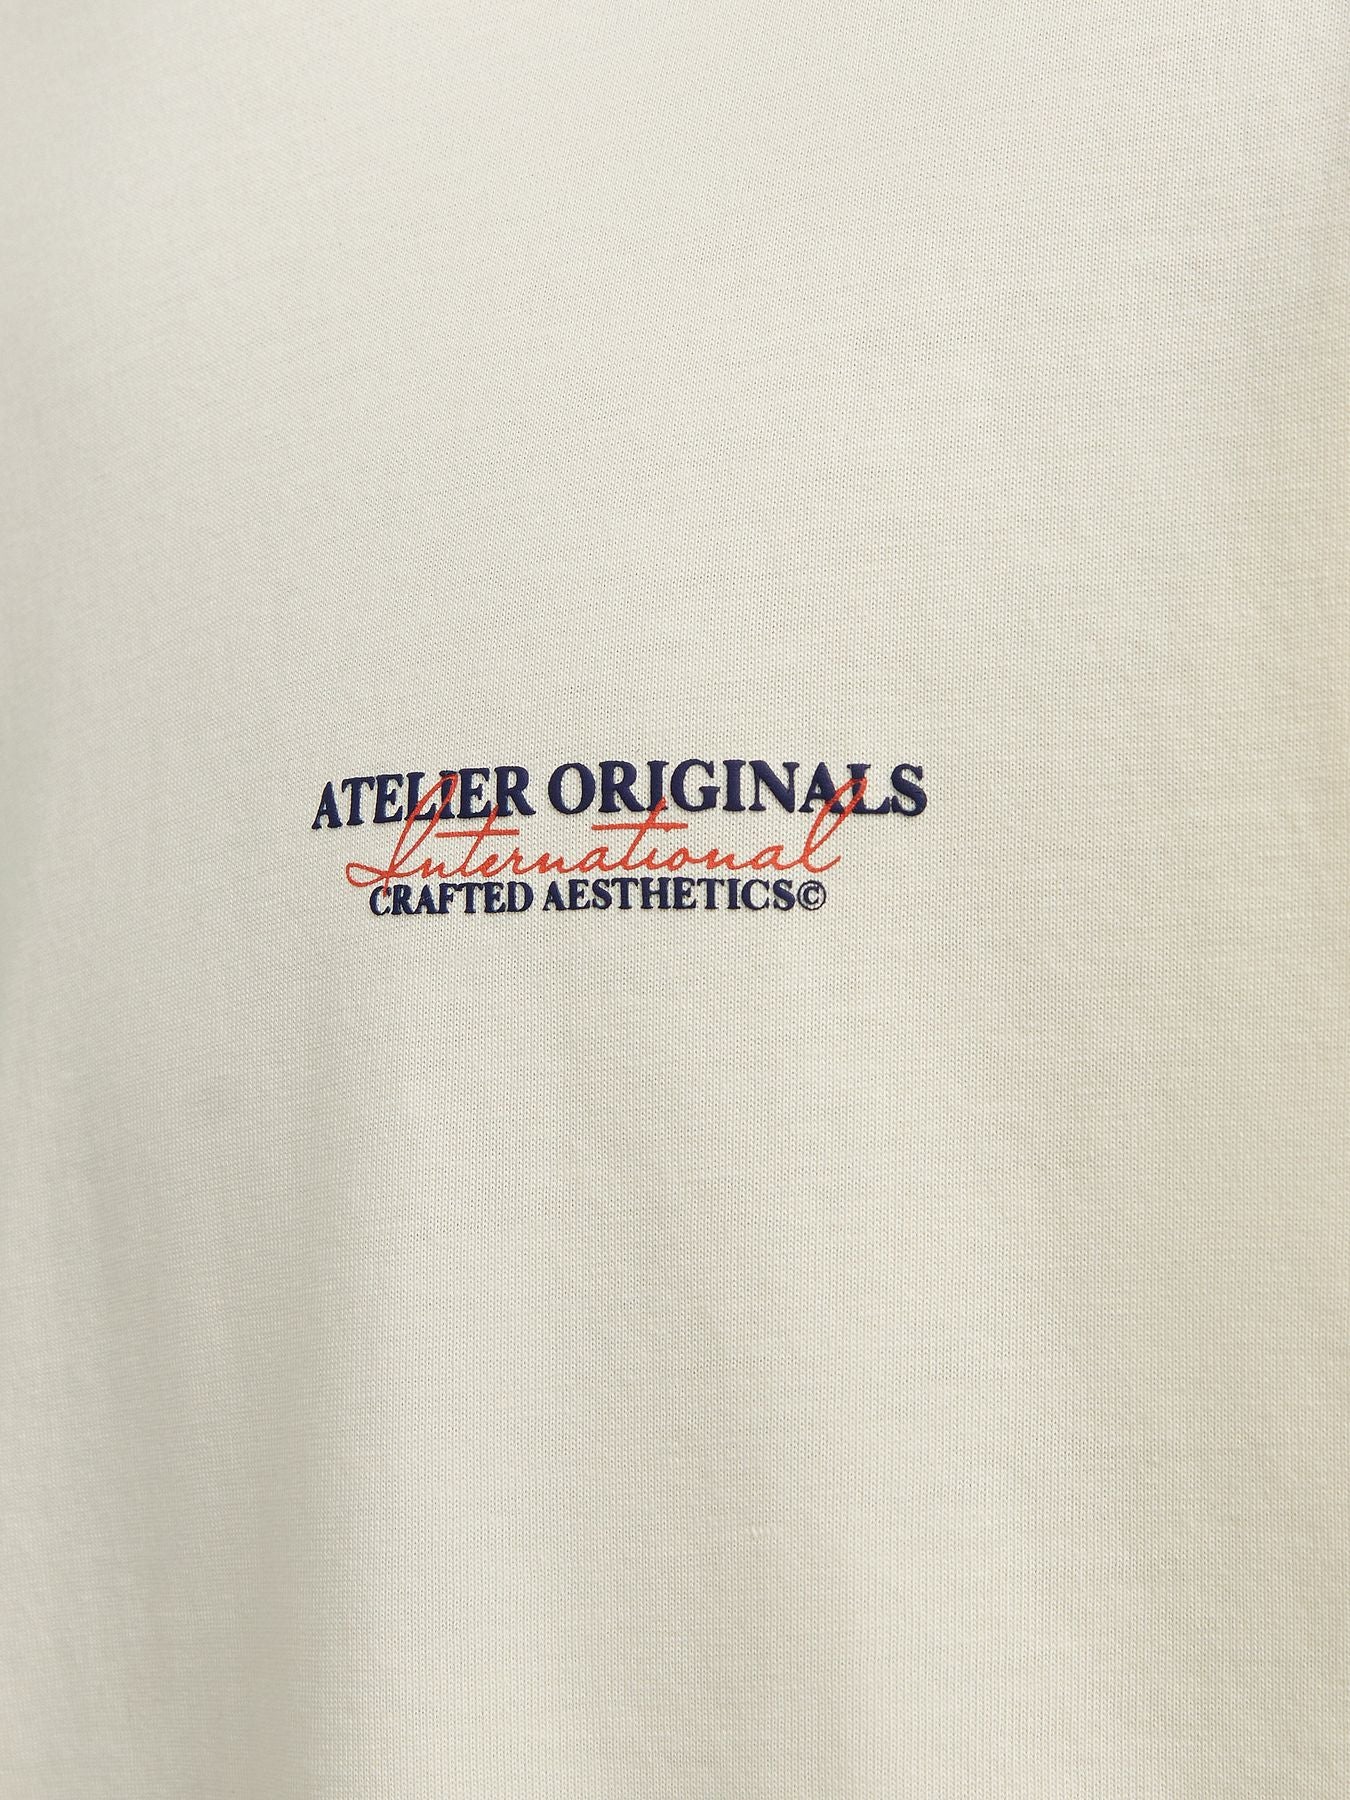 ATELIER ORIGINALS
International
CRAFTED AESTHETICS©